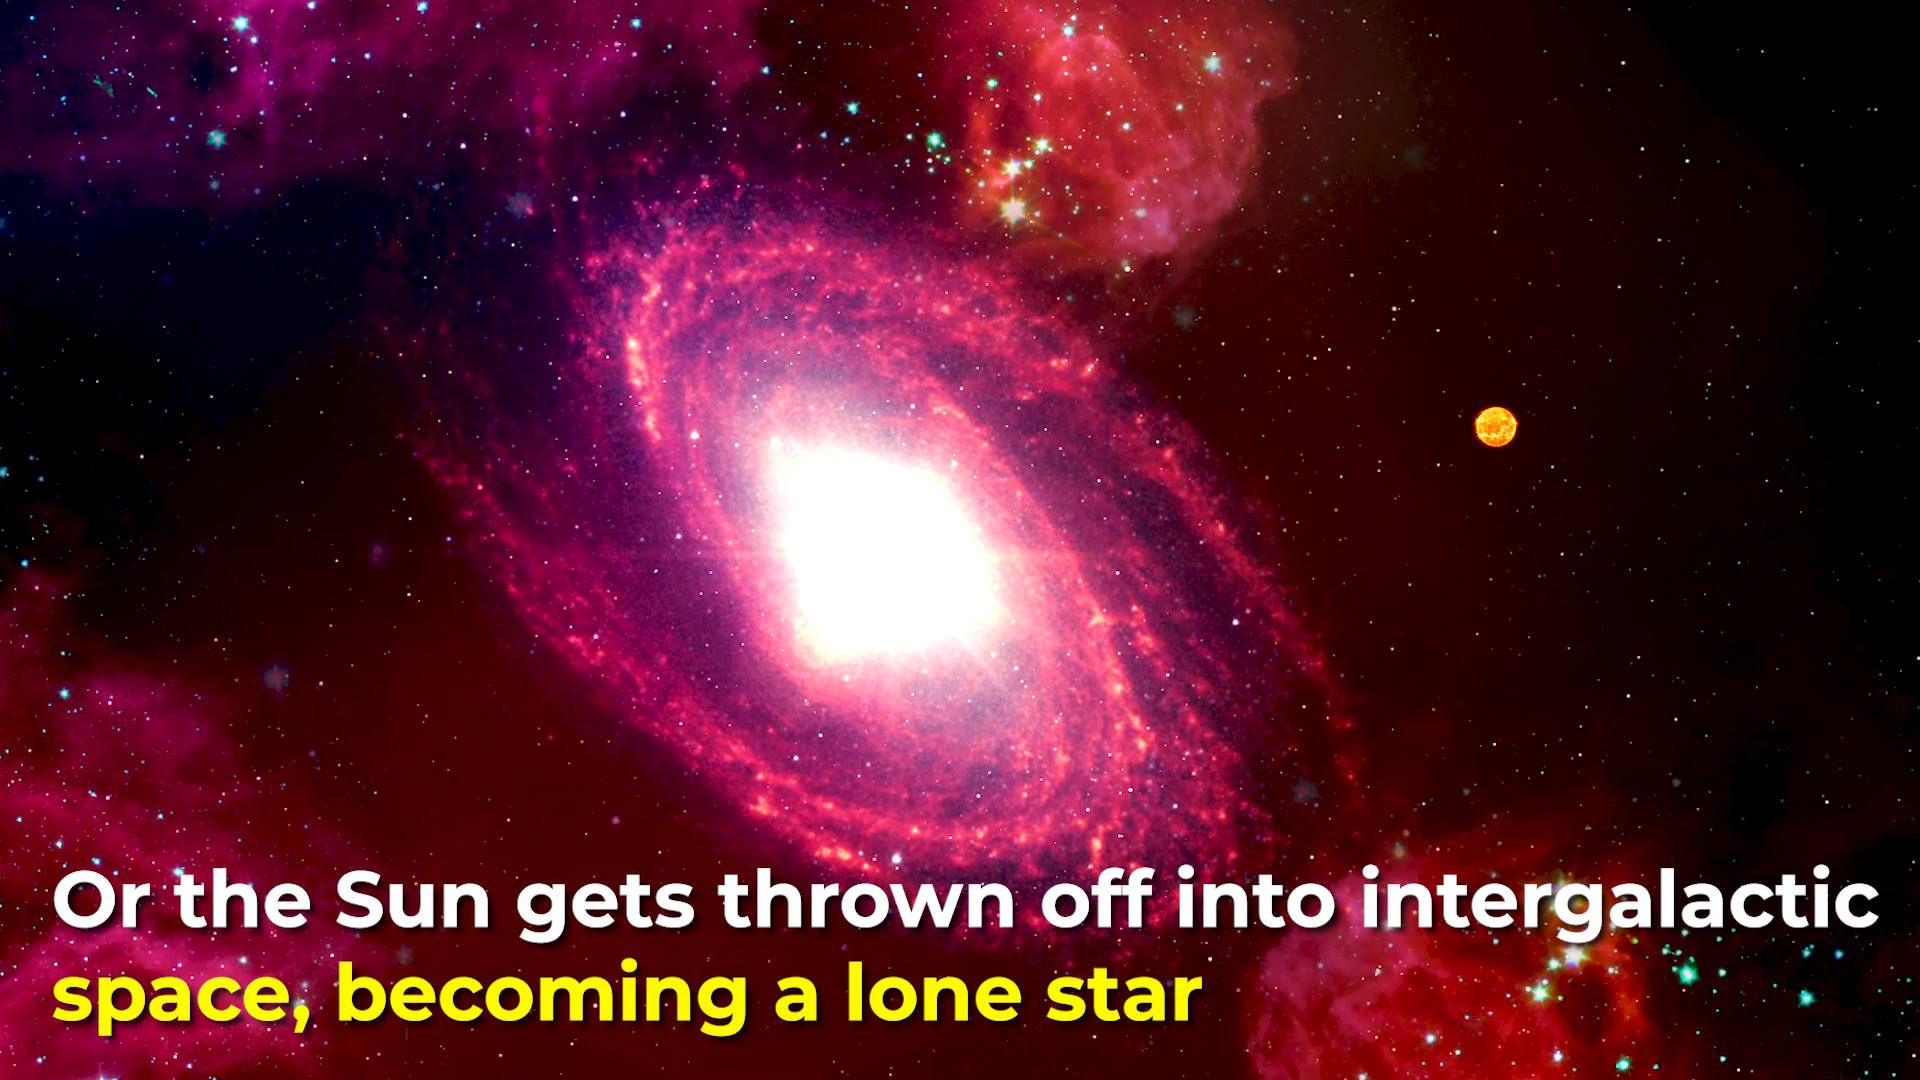 Or the Sun gets thrown off into intergalactic
space, becoming a lone star